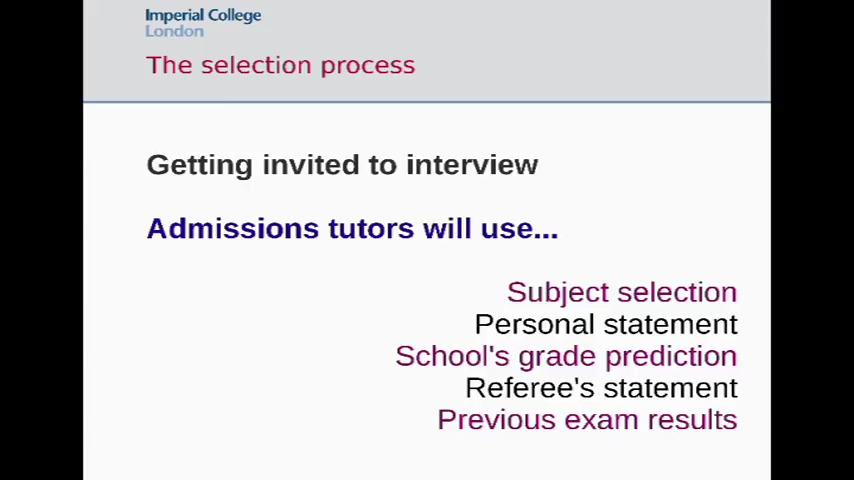 Imperial College
London
The selection process
Getting invited to interview
Admissions tutors will use...
Subject selection
Personal statement
School's grade prediction
Referee's statement
Previous exam results